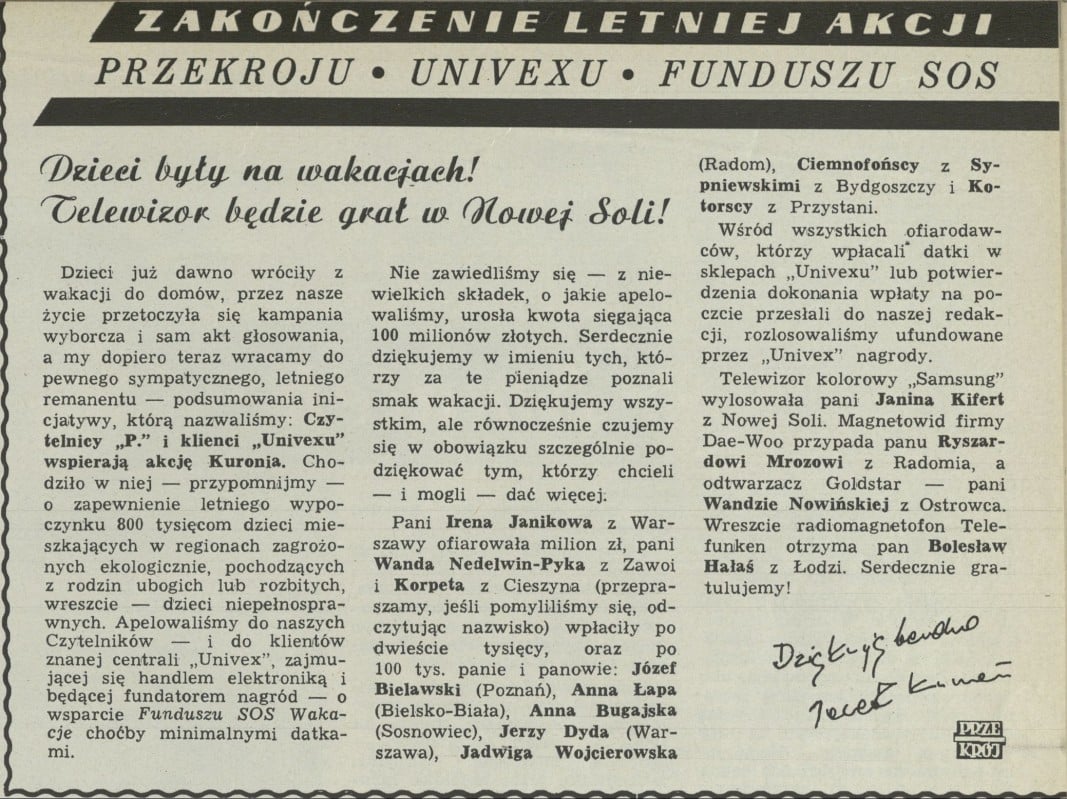 ZAKOŃCZENIE LETNIEJ AKCJI
PRZEKROJU • UNIVEXU • FUNDUSZU SOS
Dzieci były na wakacjach!
Telewizor będzie grał w Nowej Soli!
Dzieci już dawno wróciły z
wakacji do domów, przez nasze
życie przetoczyła się kampania
wyborcza i sam akt głosowania,
a my dopiero teraz wracamy do
pewnego sympatycznego, letniego
remanentu — podsumowania ini-
cjatywy, którą nazwaliśmy: Czy-
telnicy „P." i klienci „Univexu"
wspierają akcję Kuronia. Cho-
dziło w niej — przypomnijmy —
o zapewnienie letniego wypo-
czynku 800 tysięcom dzieci mie-
szkających w regionach zagrożo-
nych ekologicznie, pochodzących
z rodzin ubogich lub rozbitych,
wreszcie — dzieci niepełnospra-
wnych. Apelowaliśmy do naszych
Czytelników — i do klientów
znanej centrali „Univex", zajmu-
jącej się handlem elektroniką i
będącej fundatorem nagród — o
wsparcie Funduszu SOS Waka-
cje choćby minimalnymi datka-
mi.
Nie zawiedliśmy się — z nie-
wielkich składek, o jakie apelo-
waliśmy, urosła kwota sięgająca
100 milionów złotych. Serdecznie
dziękujemy w imieniu tych, któ-
rzy za te pieniądze poznali
smak wakacji. Dziękujemy wszy-
stkim, ale równocześnie czujemy
się w obowiązku szczególnie po-
dziękować tym, którzy chcieli
— i mogli — dać więcej.
Pani Irena Janikowa z War-
szawy ofiarowała milion zł, pani
Wanda Nedelwin-Pyka z Zawoi
i Korpeta z Cieszyna (przepra-
szamy, jeśli pomyliliśmy się, od-
czytując nazwisko) wpłaciły po
dwieście tysięcy, oraz po
100 tys. panie i panowie: Józef
Bielawski (Poznań), Anna Łapa
(Bielsko-Biała), Anna Bugajska
(Sosnowiec), Jerzy Dyda (War-
szawa), Jadwiga Wojcierowska
(Radom), Ciemnofońscy z Sy-
pniewskimi z Bydgoszczy i Ko-
torscy z Przystani.
Wśród wszystkich ofiarodaw-
ców, którzy wpłacali datki w
sklepach „Univexu" lub potwier-
dzenia dokonania wpłaty na po-
czcie przesłali do naszej redak-
cji, rozlosowaliśmy ufundowane
przez „Univex" nagrody.
Telewizor kolorowy „Samsung"
wylosowała pani Janina Kifert
z Nowej Soli. Magnetowid firmy
Dae-Woo przypada panu Ryszar-
dowi Mrozowi z Radomia, a
odtwarzacz Goldstar — pani
Wandzie Nowińskiej z Ostrowca.
Wreszcie radiomagnetofon Tele-
funken otrzyma pan Bolesław
Hałaś z Łodzi. Serdecznie gra-
tulujemy!
Dziękuję bardzo
Jacek Kuroń
PRZE
KRÓJ